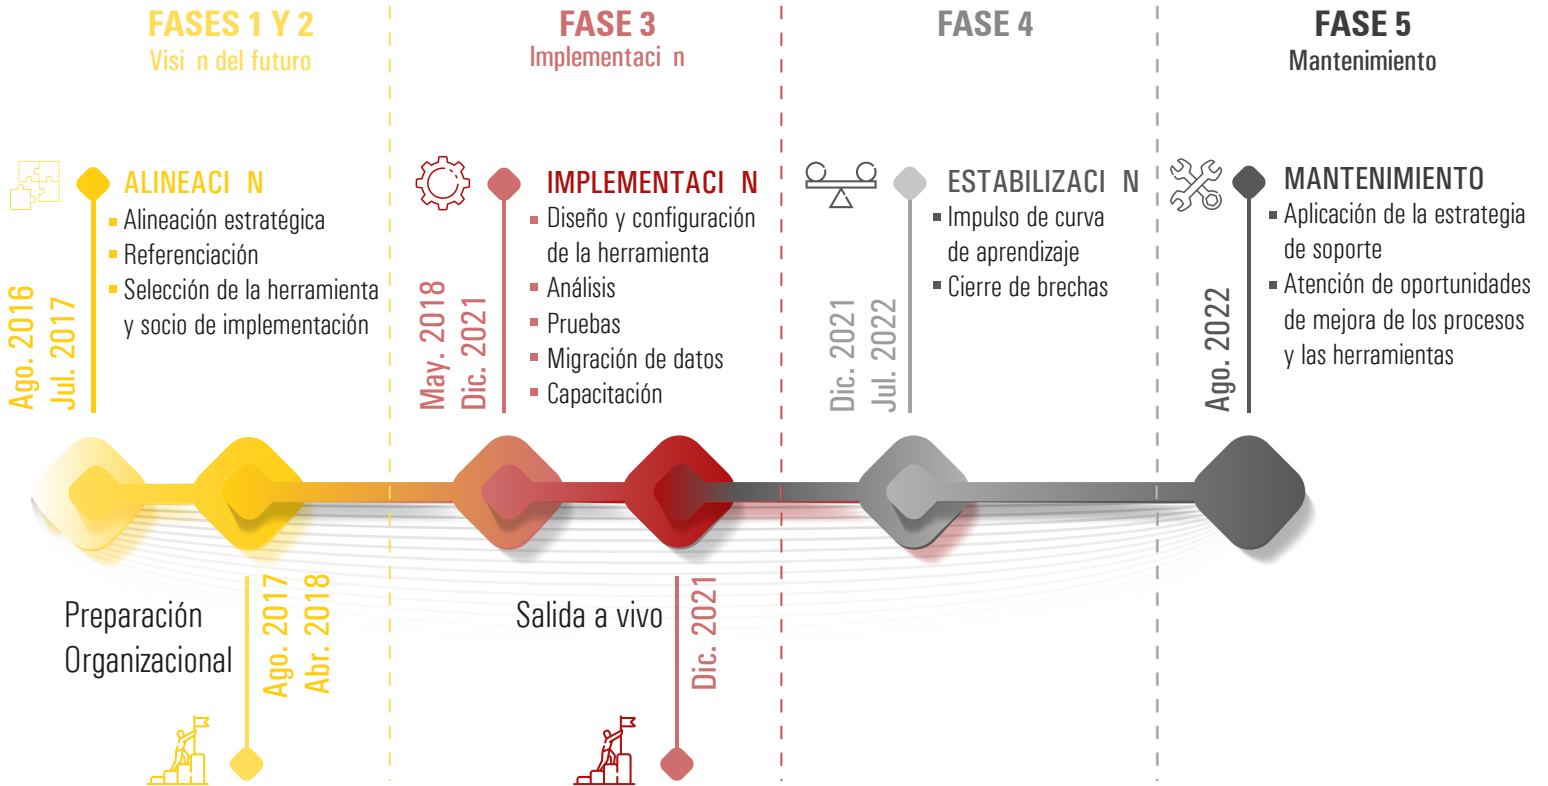 FASES 1 Y 2
Visi n del futuro
ALINEACI N
Alineación estratégica
Referenciación
Selección de la herramienta
y socio de implementación
Ago. 2016
Jul. 2017
Preparación
Organizacional
Ago. 2017
Abr. 2018
FASE 3
Implementaci n
IMPLEMENTACI N
Diseño y configuración
de la herramienta
Análisis
Pruebas
Migración de datos
Capacitación
May. 2018
Dic. 2021
Salida a vivo
Dic. 2021
FASE 4
ESTABILIZACI N
Impulso de curva
de aprendizaje
Cierre de brechas
Dic. 2021
Jul. 2022
FASE 5
Mantenimiento
MANTENIMIENTO
Aplicación de la estrategia
de soporte
Atención de oportunidades
de mejora de los procesos
y las herramientas
Ago. 2022